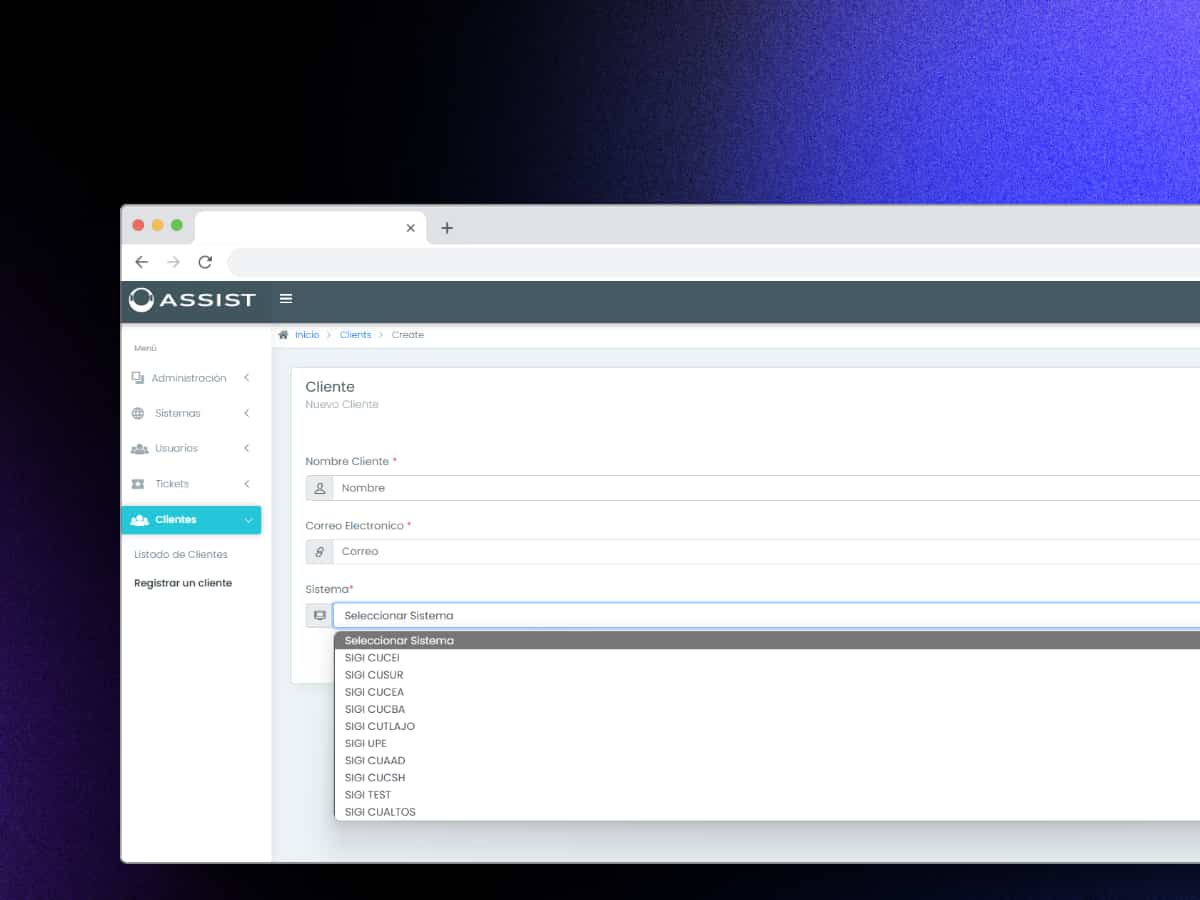 ASSIST
Inicio > Clients > Create
Menú
Administración
Sistemas
Usuarios
Tickets
Clientes
Listado de Clientes
Registrar un cliente
Cliente
Nuevo Cliente
Nombre Cliente *
Nombre
Correo Electronico *
Correo
Sistema*
Seleccionar Sistema
Seleccionar Sistema
SIGI CUCEI
SIGI CUSUR
SIGI CUCEA
SIGI CUCBA
SIGI CUTLAJO
SIGI UPE
SIGI CUAAD
SIGI CUCSH
SIGI TEST
SIGI CUALTOS